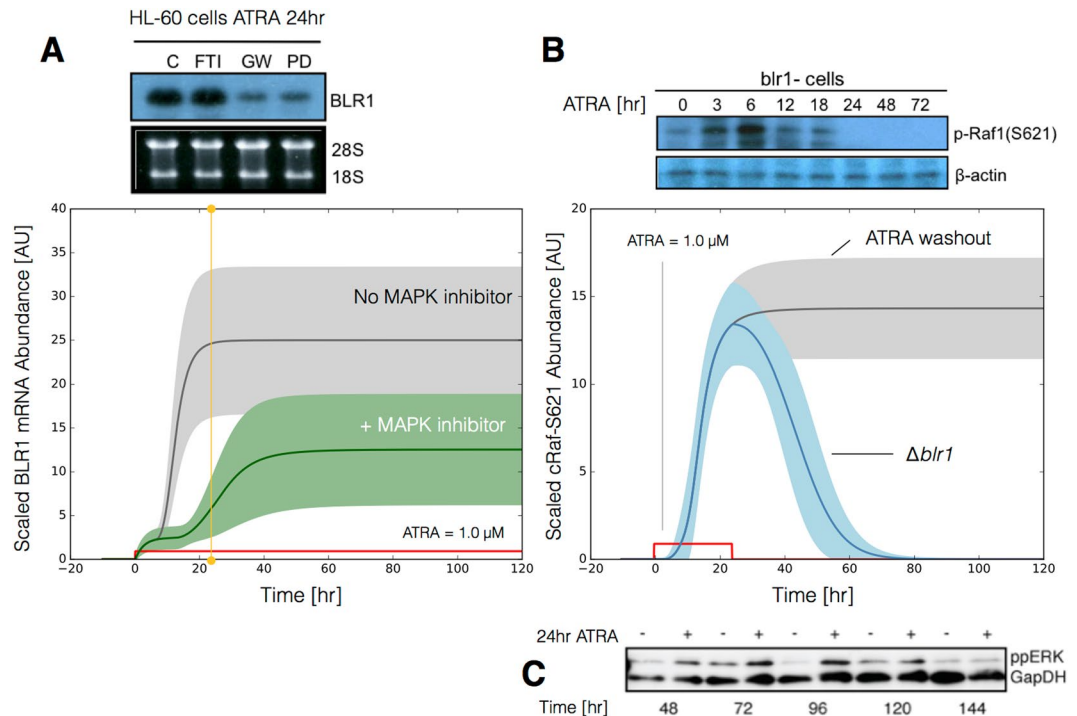 HL-60 cells ATRA 24hr
A
C FTI GW PD
BLR1
28S
18S
40
35
30
25
20
15
10
5
0
Scaled BLR1 mRNA Abundance [AU]
No MAPK inhibitor
+ MAPK inhibitor
ATRA = 1.0 μM
−20 0 20 40 60 80 100 120
Time [hr]
B
blr1- cells
ATRA [hr] 0 3 6 12 18 24 48 72
p-Raf1(S621)
β-actin
20
15
10
5
0
Scaled cRaf-S621 Abundance [AU]
ATRA = 1.0 μM
ATRA washout
Δblr1
−20 0 20 40 60 80 100 120
Time [hr]
C
24hr ATRA - + - + - + - + - +
ppERK
GapDH
Time [hr] 48 72 96 120 144